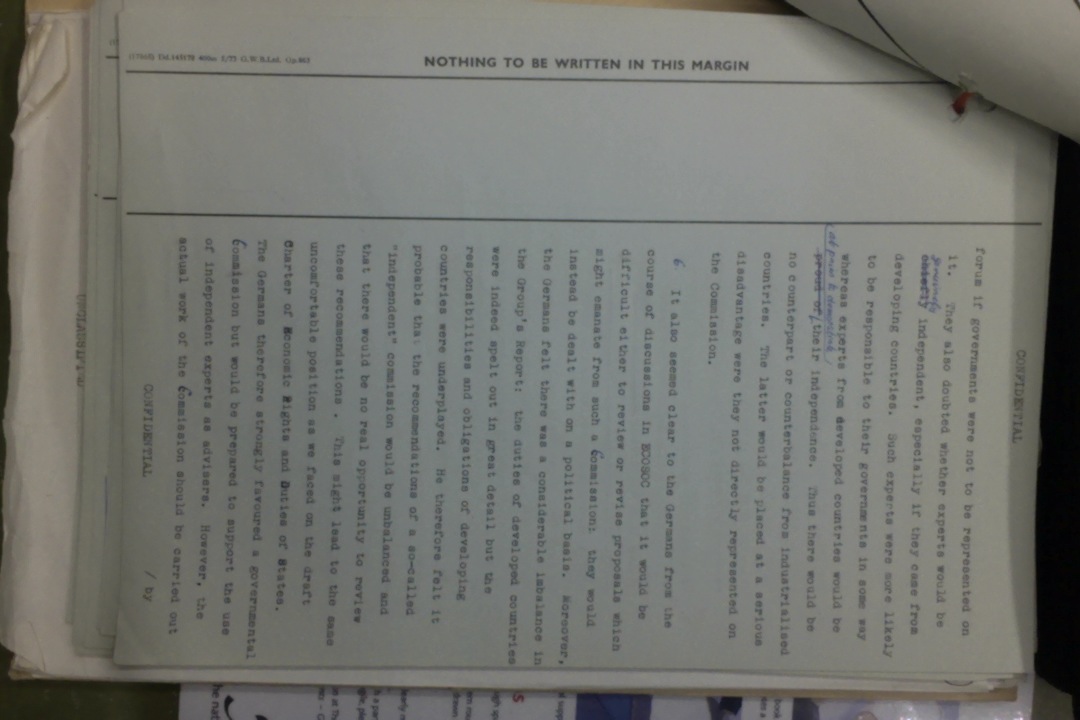 CONFIDENTIAL
forum if governments were not to be represented on
it. They also doubted whether experts would be
genuinely
chiefly independent, especially if they came from
developing countries. Such experts were more likely
to be responsible to their governments in some way
whereas experts from developed countries would be
at pains to demonstrate
proud of their independence. Thus there would be
no counterpart or counterbalance from industrialised
countries. The latter would be placed at a serious
disadvantage were they not directly represented on
the Commission.
6. It also seemed clear to the Germans from the
course of discussions in ECOSOC that it would be
difficult either to review or revise proposals which
might emanate from such a Commission: they would
instead be dealt with on a political basis. Moreover,
the Germans felt there was a considerable imbalance in
the Group's Report: the duties of developed countries
were indeed spelt out in great detail but the
responsibilities and obligations of developing
countries were underplayed. He therefore felt it
probable that the recommendations of a so-called
"independent" commission would be unbalanced and
that there would be no real opportunity to review
these recommendations. This might lead to the same
uncomfortable position as we faced on the draft
Charter of Economic Rights and Duties of States.
The Germans therefore strongly favoured a governmental
Commission but would be prepared to support the use
of independent experts as advisers. However, the
actual work of the Commission should be carried out
/ by
CONFIDENTIAL
NOTHING TO BE WRITTEN IN THIS MARGIN
UNCLASSIFIED